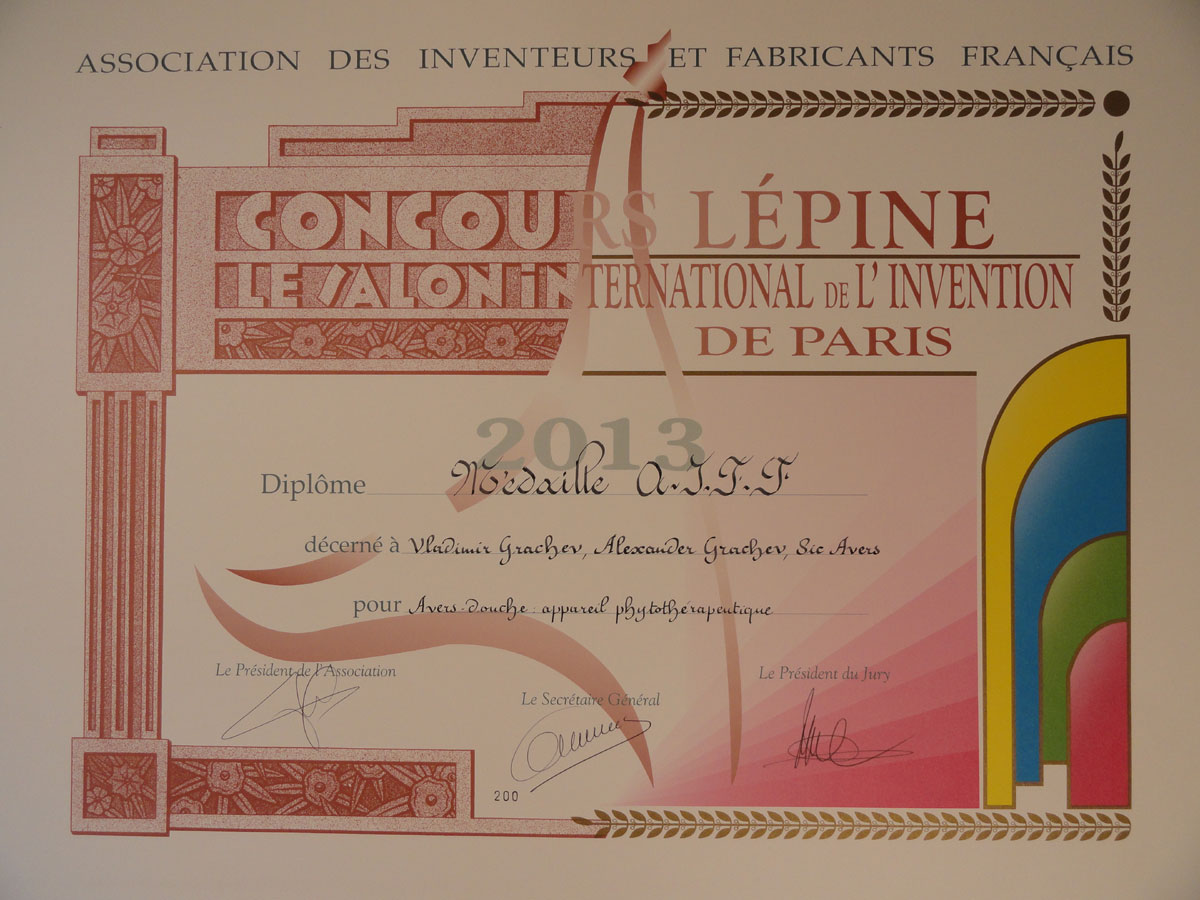 ASSOCIATION DES INVENTEURS ET FABRICANTS FRANÇAIS
CONCOURS LÉPINE
LE SALON INTERNATIONAL DE L'INVENTION
DE PARIS
2013
Diplôme Médaille A.I.F.F
décerné à Vladimir Grachev, Alexander Grachev, Sic Avers
pour Avers-douche: appareil phytothérapeutique
Le Président de l'Association
Le Président du Jury
Le Secrétaire Général
200